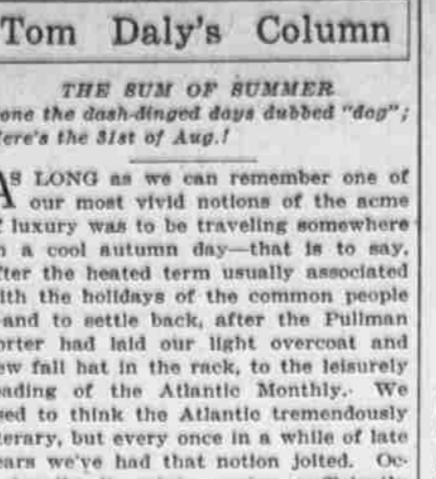 Tom Daly's Column
THE SUM OF SUMMER
one the dash-dinged days dubbed "dog";
ere's the 31st of Aug.!
AS LONG as we can remember one of
our most vivid notions of the acme
f luxury was to be traveling somewhere
n a cool autumn day—that is to say,
fter the heated term usually associated
ith the holidays of the common people
—and to settle back, after the Pullman
orter had laid our light overcoat and
ew fall hat in the rack, to the leisurely
eading of the Atlantic Monthly. We
sed to think the Atlantic tremendously
terary, but every once in a while of late
ears we've had that notion jolted. Oc-